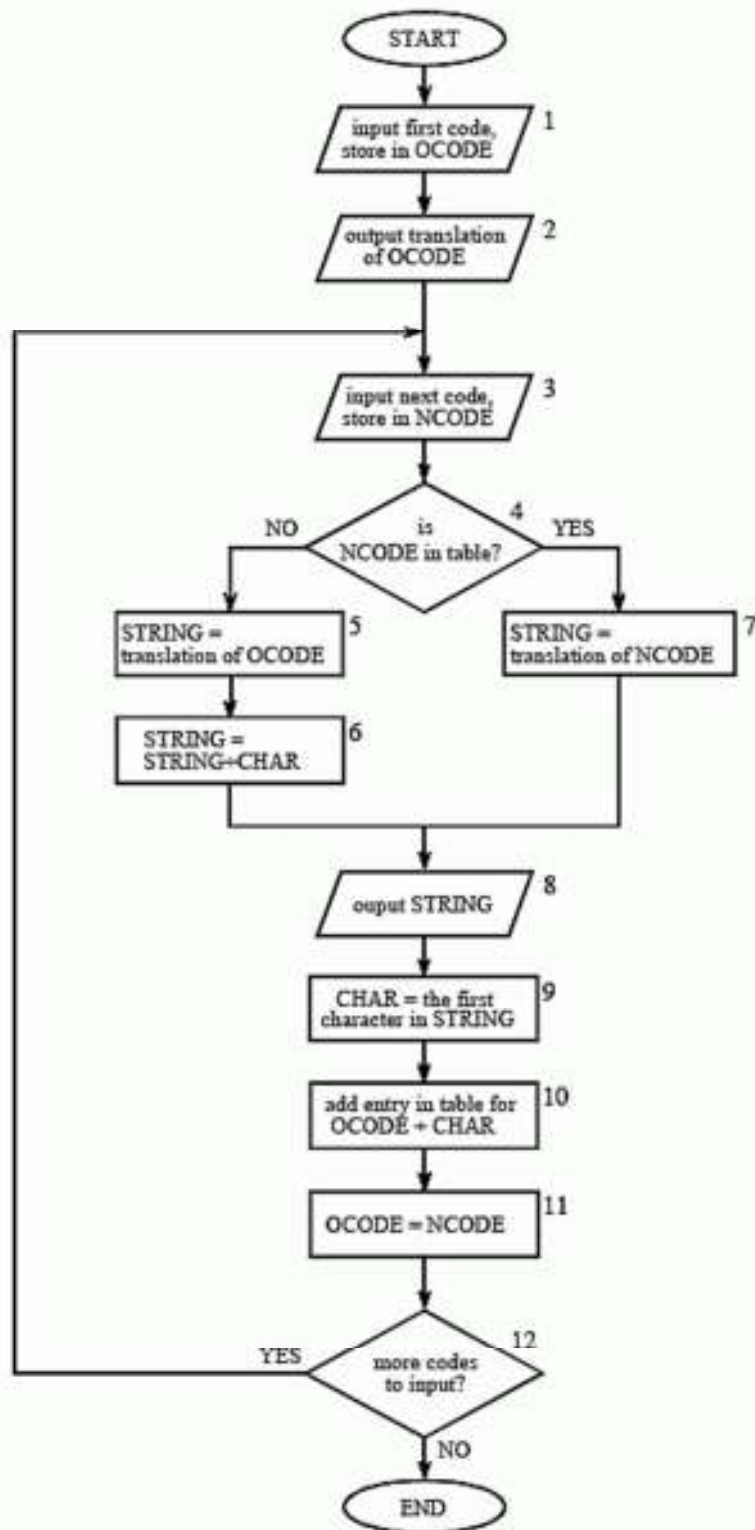 START
1
input first code,
store in OCODE
2
output translation
of OCODE
3
input next code,
store in NCODE
4
NO
is
YES
NCODE in table?
5
STRING =
translation of OCODE
7
STRING =
translation of NCODE
6
STRING =
STRING+CHAR
8
ouput STRING
9
CHAR = the first
character in STRING
10
add entry in table for
OCODE + CHAR
11
OCODE = NCODE
12
YES
more codes
to input?
NO
END